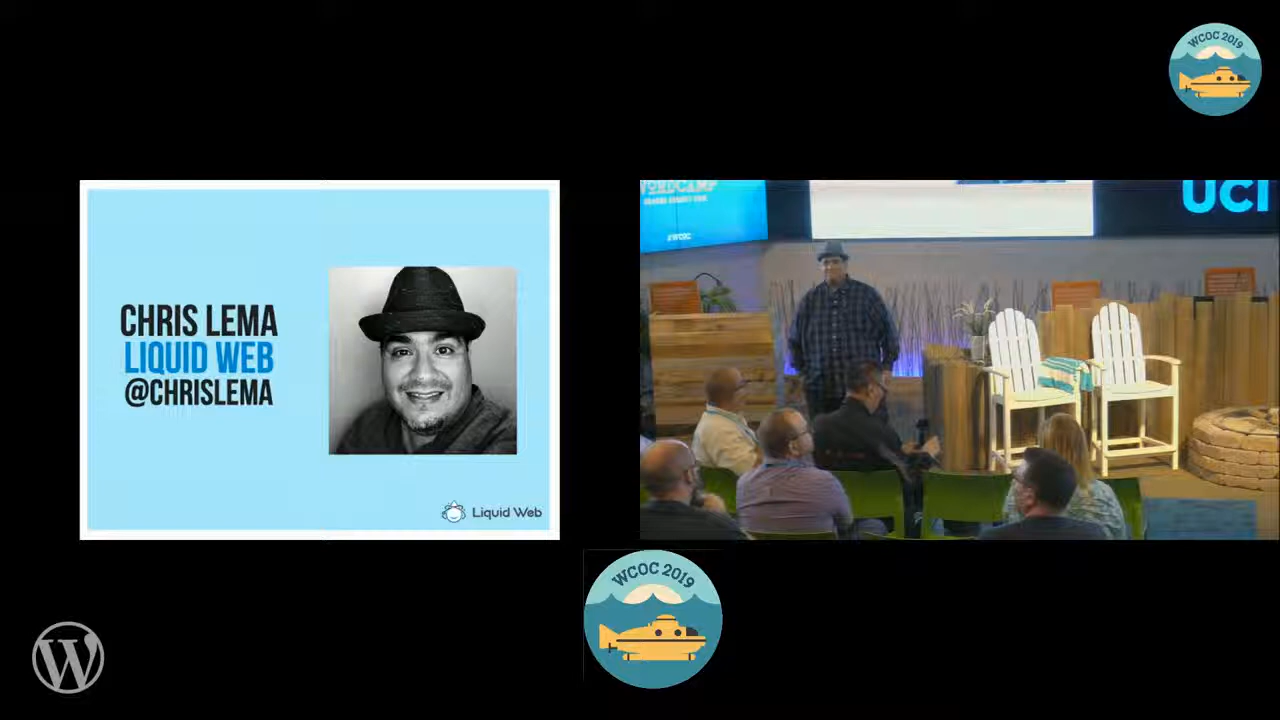 WCOC 2019
CHRIS LEMA
LIQUID WEB
@CHRISLEMA
Liquid Web
WORDCAMP
#WCOC
UCI
WCOC 2019